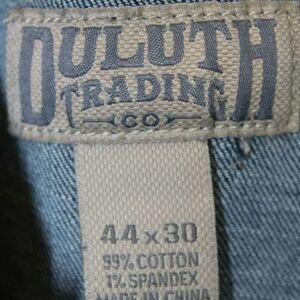 DULUTH
TRADING
CO
44x30
99% COTTON
1% SPANDEX
MADE IN CHINA